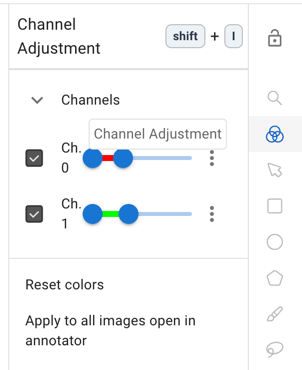 Channel
Adjustment
shift + I
Channels
Channel Adjustment
Ch.
0
Ch.
1
Reset colors
Apply to all images open in
annotator